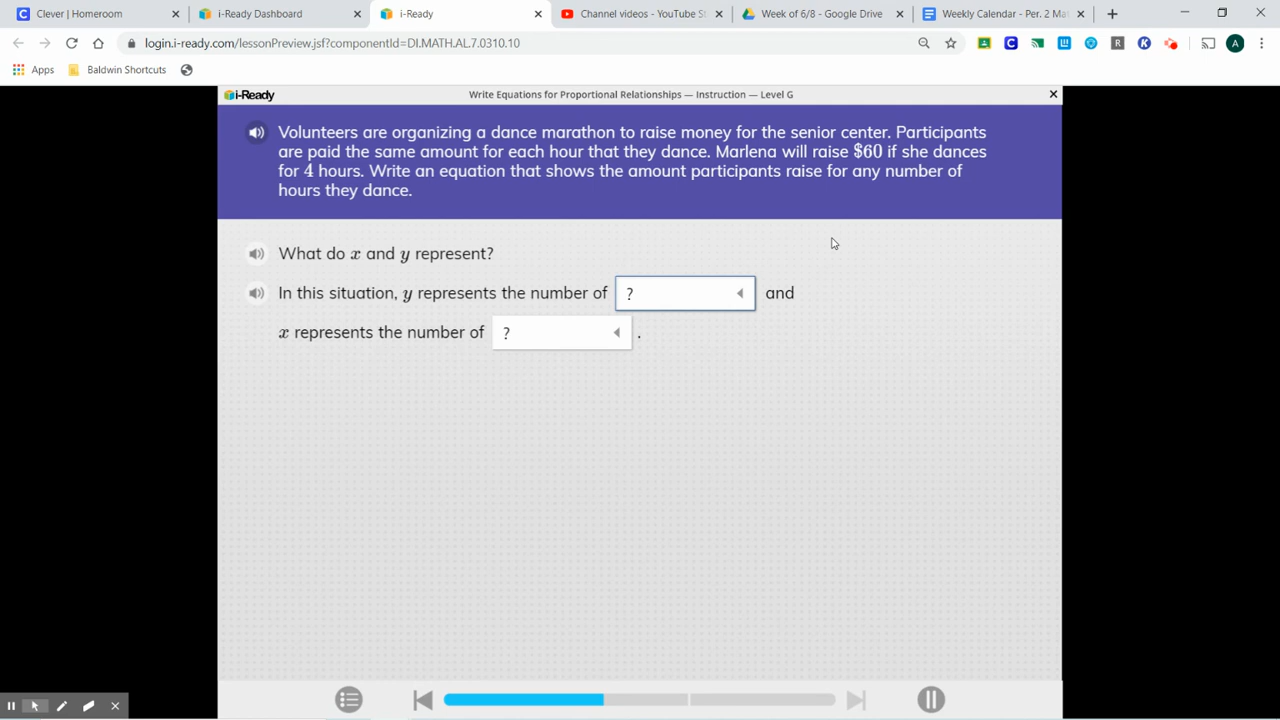 Clever | Homeroom
i-Ready Dashboard
i-Ready
Channel videos - YouTube St
Week of 6/8 - Google Drive
Weekly Calendar - Per. 2 Mat
login.i-ready.com/lessonPreview.jsf?componentId=DI.MATH.AL.7.0310.10
Apps
Baldwin Shortcuts
i-Ready
Write Equations for Proportional Relationships — Instruction — Level G
Volunteers are organizing a dance marathon to raise money for the senior center. Participants
are paid the same amount for each hour that they dance. Marlena will raise $60 if she dances
for 4 hours. Write an equation that shows the amount participants raise for any number of
hours they dance.
What do x and y represent?
In this situation, y represents the number of ? and
x represents the number of ? .